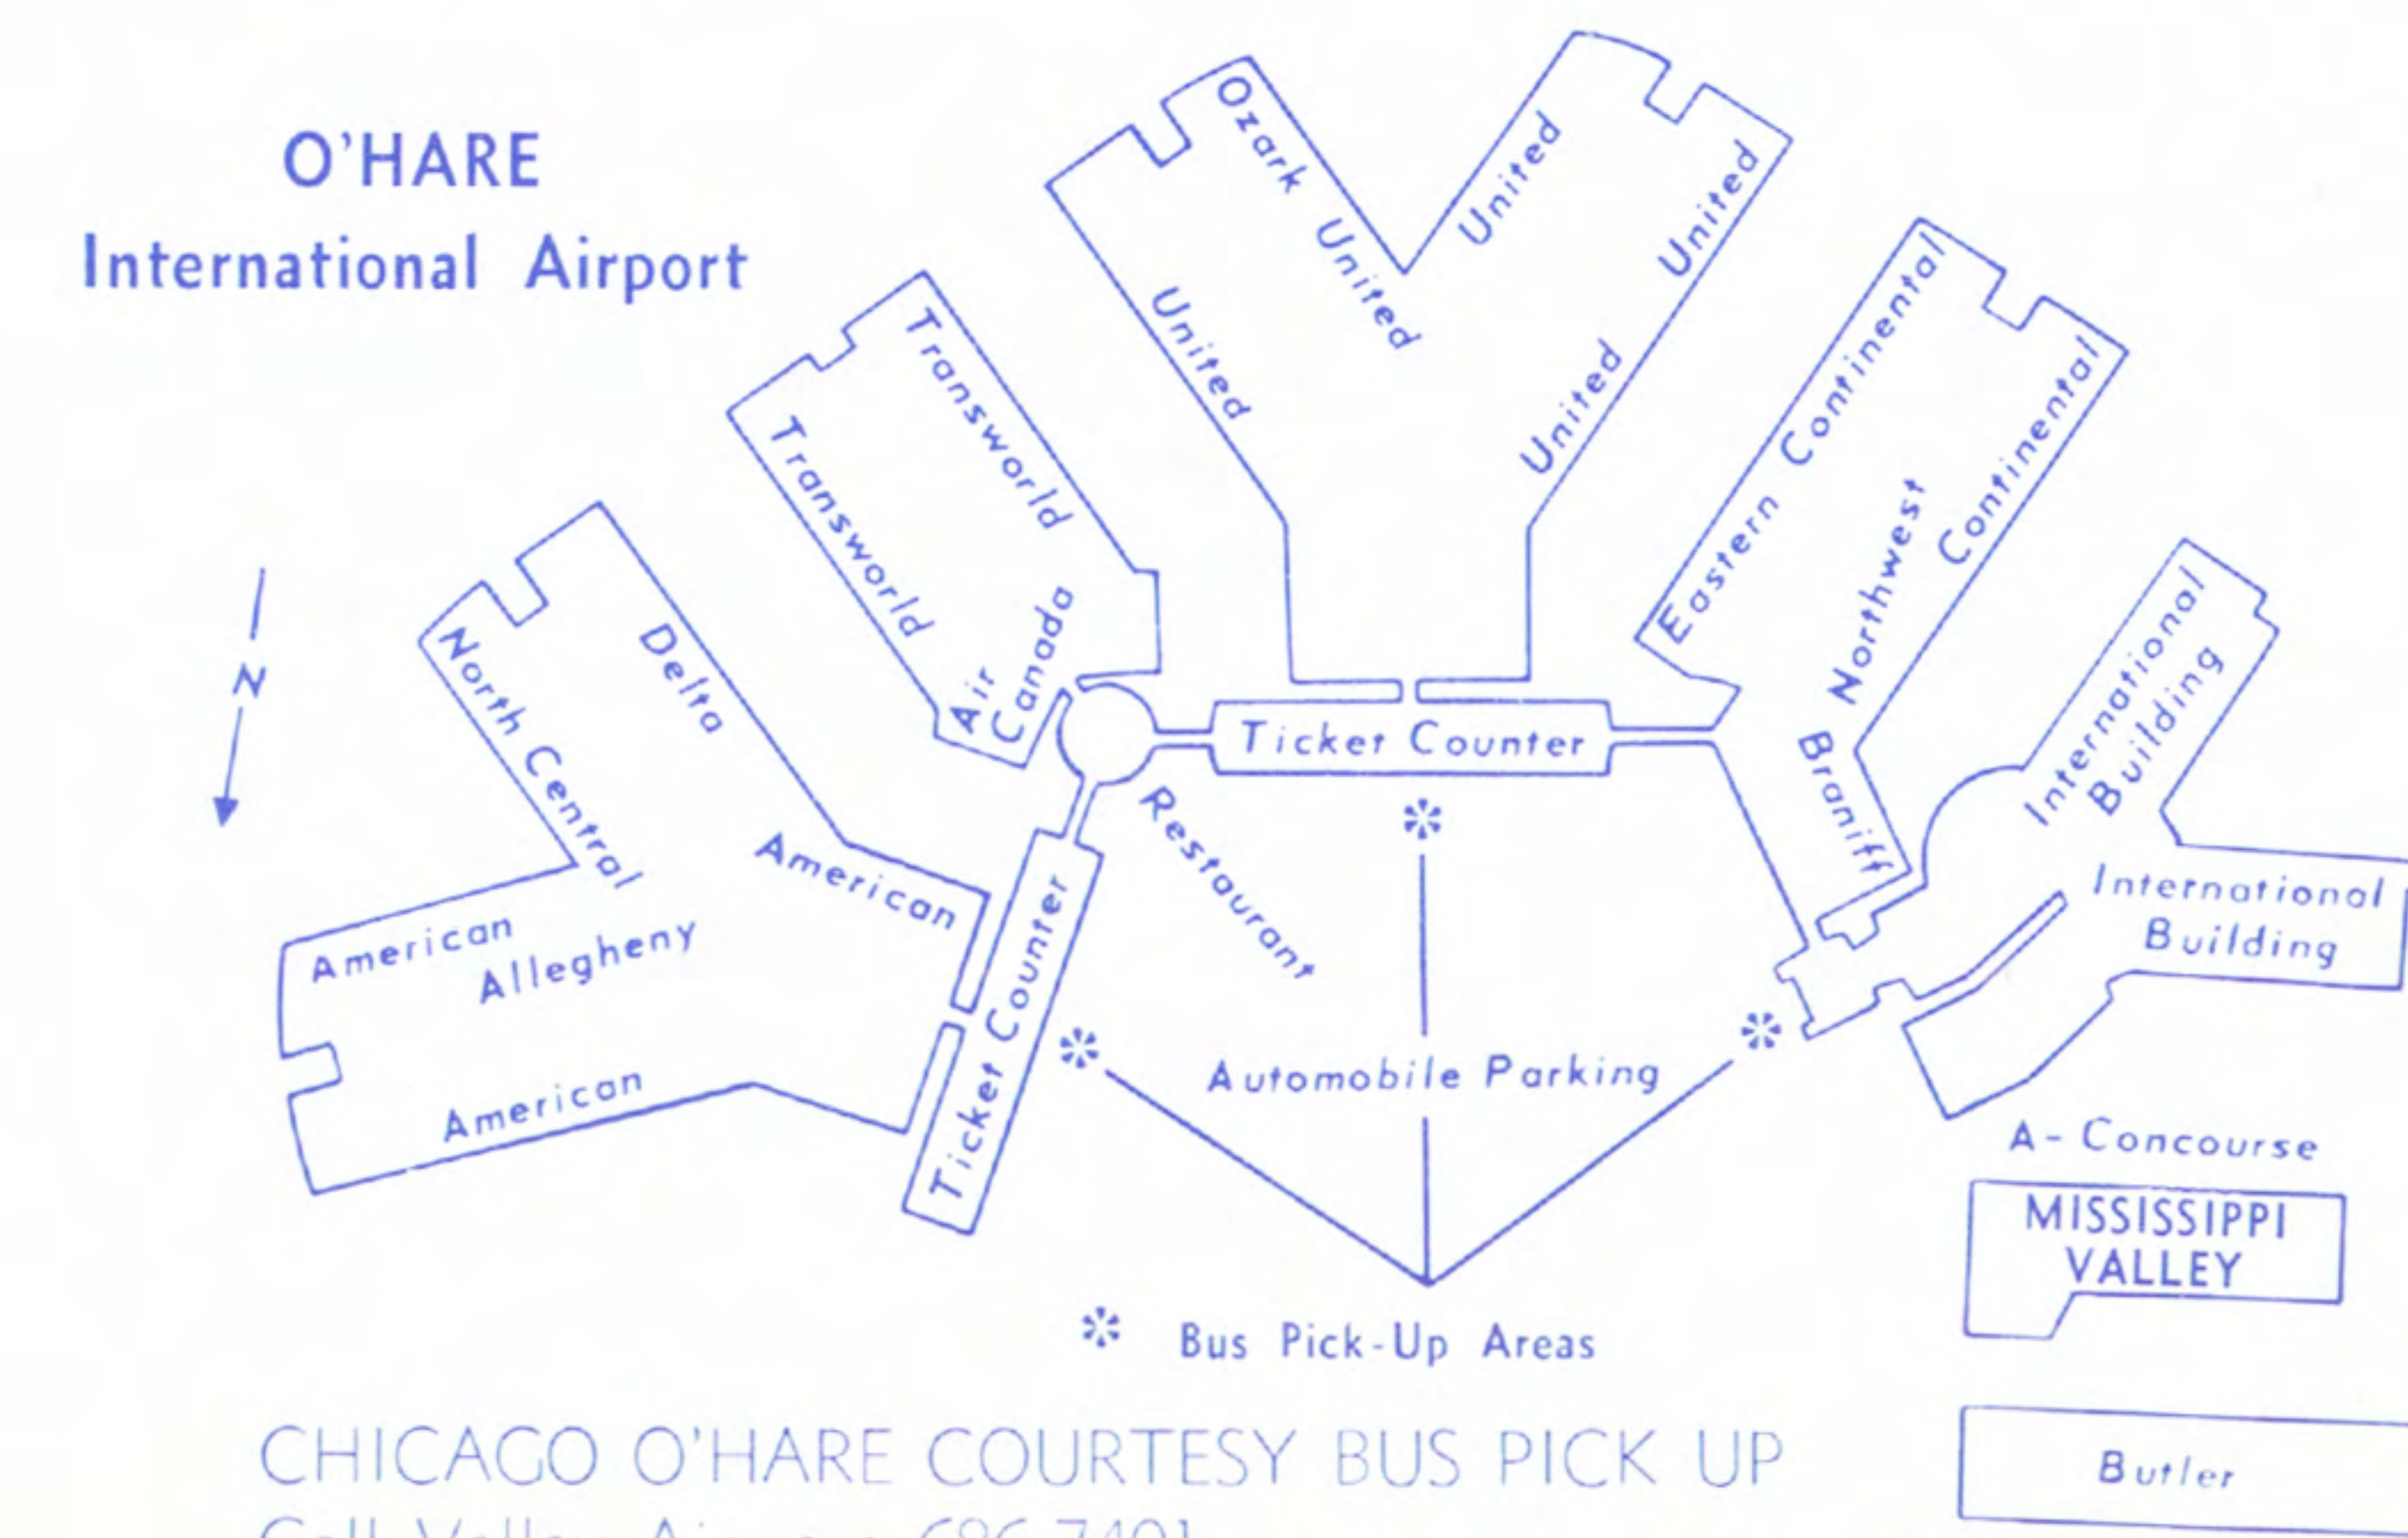 O'HARE
International Airport
N
North Central
Delta
American
American
Allegheny
American
Transworld
Transworld
Air
Canada
United
Ozark United
United
United
United
Eastern Continental
Northwest
Continental
Braniff
International
Building
International
Building
Ticket Counter
Ticket Counter
Restaurant
Automobile Parking
Bus Pick-Up Areas
A - Concourse
MISSISSIPPI
VALLEY
Butler
CHICAGO O'HARE COURTESY BUS PICK UP